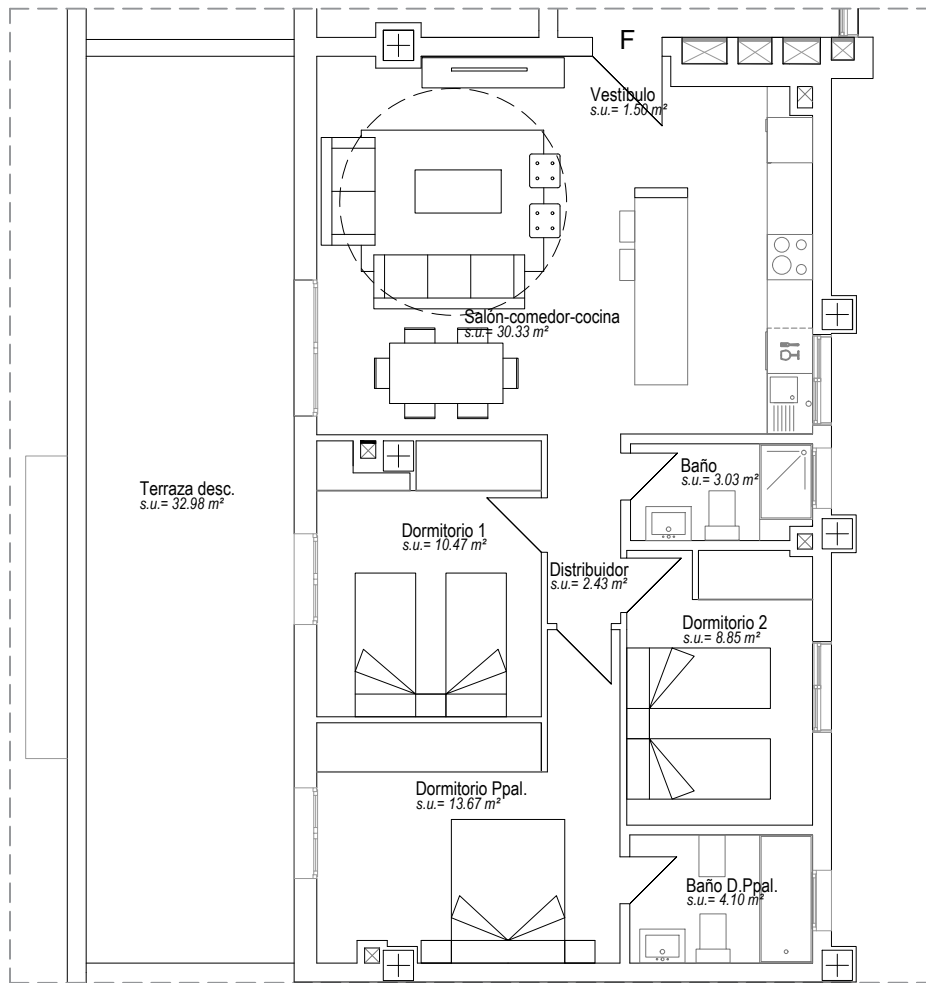 F
Vestíbulo
s.u.= 1.50 m²
Salón-comedor-cocina
s.u.= 30.33 m²
Terraza desc.
s.u.= 32.98 m²
Baño
s.u.= 3.03 m²
Dormitorio 1
s.u.= 10.47 m²
Distribuidor
s.u.= 2.43 m²
Dormitorio 2
s.u.= 8.85 m²
Dormitorio Ppal.
s.u.= 13.67 m²
Baño D.Ppal.
s.u.= 4.10 m²